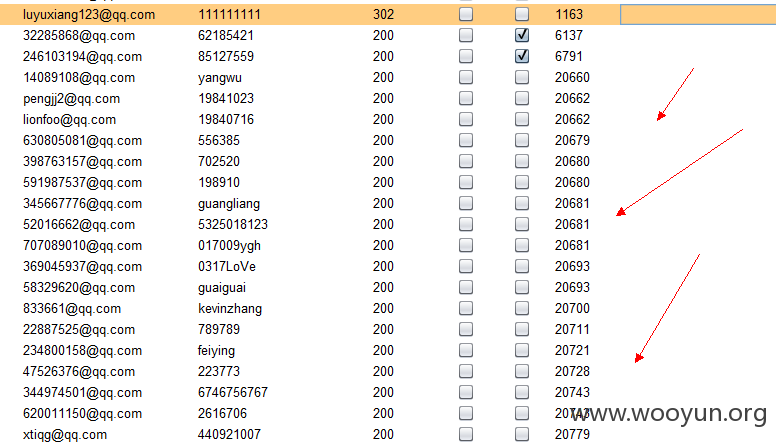 luyuxiang123@qq.com 111111111 302 1163
32285868@qq.com 62185421 200 6137
246103194@qq.com 85127559 200 6791
14089108@qq.com yangwu 200 20660
pengjj2@qq.com 19841023 200 20662
lionfoo@qq.com 19840716 200 20662
630805081@qq.com 556385 200 20679
398763157@qq.com 702520 200 20680
591987537@qq.com 198910 200 20680
345667776@qq.com guangliang 200 20681
52016662@qq.com 5325018123 200 20681
707089010@qq.com 017009ygh 200 20681
369045937@qq.com 0317LoVe 200 20693
58329620@qq.com guaiguai 200 20693
833661@qq.com kevinzhang 200 20700
22887525@qq.com 789789 200 20711
234800158@qq.com feiying 200 20721
47526376@qq.com 223773 200 20728
344974501@qq.com 6746756767 200 20743
620011150@qq.com 2616706 200 20743
www.wooyun.org
xtiqg@qq.com 440921007 200 20779